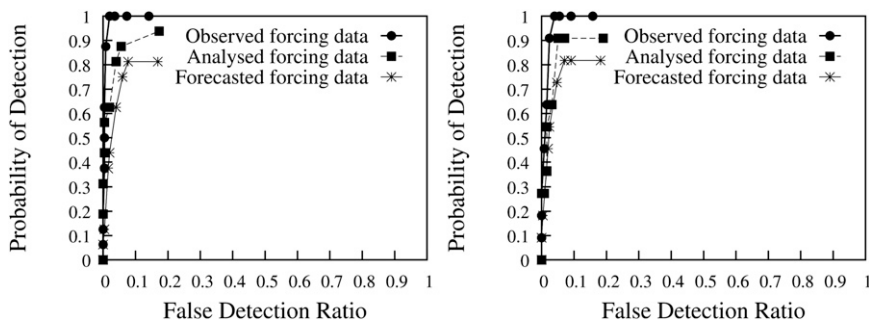 Probability of Detection
1
0.9
0.8
0.7
0.6
0.5
0.4
0.3
0.2
0.1
0
Observed forcing data
Analysed forcing data
Forecasted forcing data
0 0.1 0.2 0.3 0.4 0.5 0.6 0.7 0.8 0.9 1
False Detection Ratio
Probability of Detection
1
0.9
0.8
0.7
0.6
0.5
0.4
0.3
0.2
0.1
0
Observed forcing data
Analysed forcing data
Forecasted forcing data
0 0.1 0.2 0.3 0.4 0.5 0.6 0.7 0.8 0.9 1
False Detection Ratio